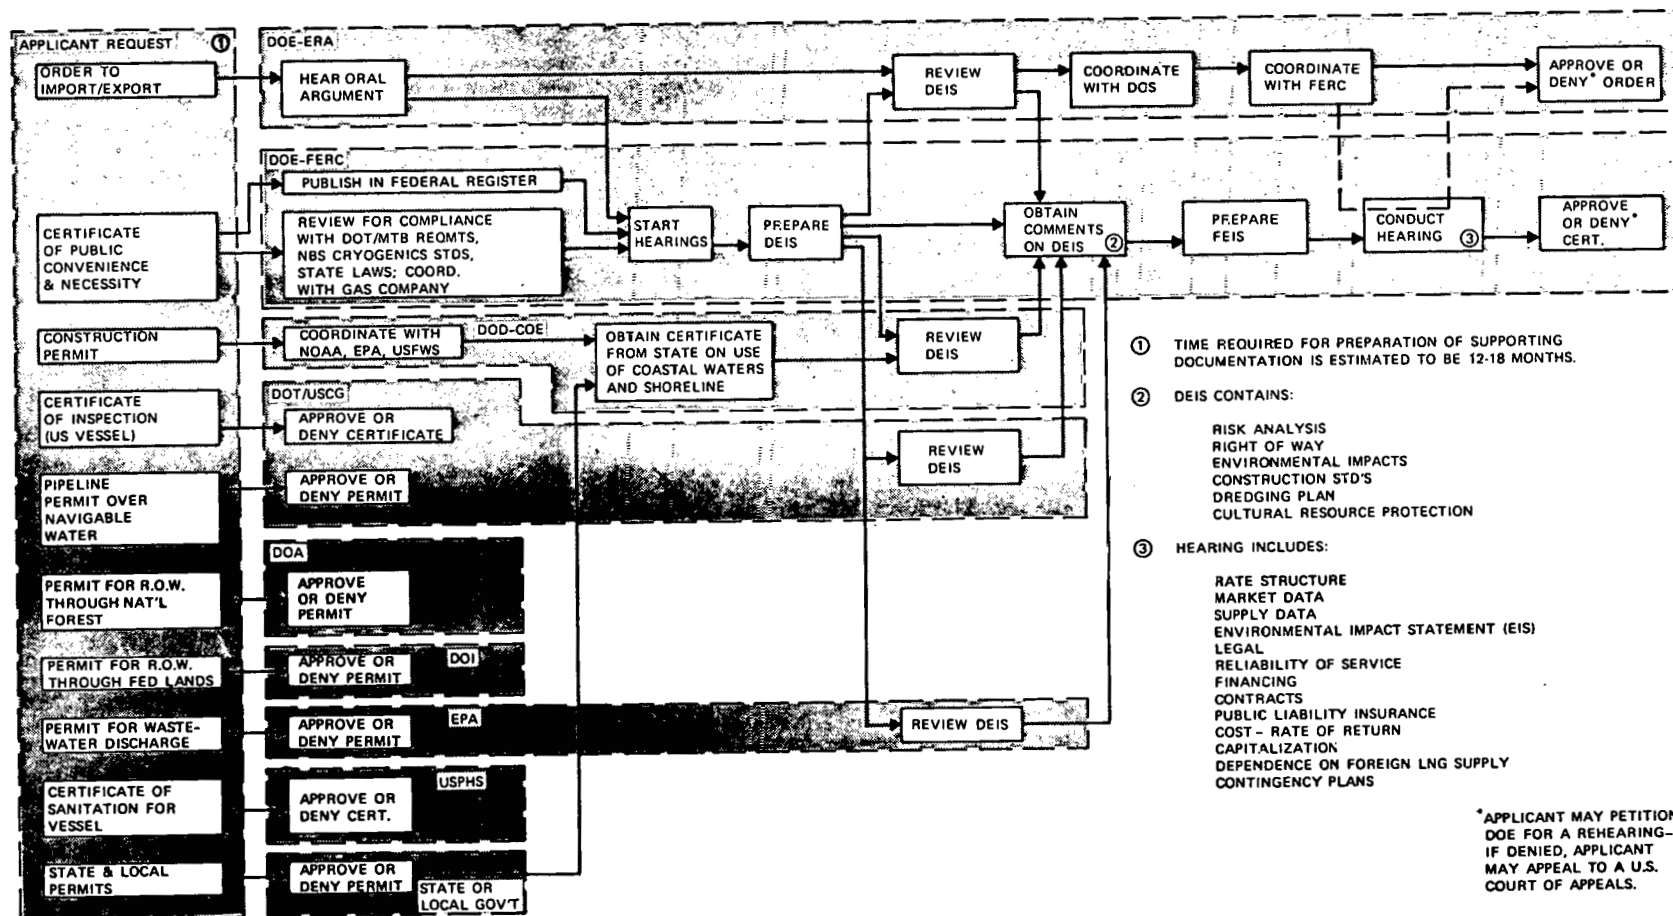 APPLICANT REQUEST ①
ORDER TO
IMPORT/EXPORT
CERTIFICATE
OF PUBLIC
CONVENIENCE
& NECESSITY
CONSTRUCTION
PERMIT
CERTIFICATE
OF INSPECTION
(US VESSEL)
PIPELINE
PERMIT OVER
NAVIGABLE
WATER
PERMIT FOR R.O.W.
THROUGH NAT'L
FOREST
PERMIT FOR R.O.W.
THROUGH FED LANDS
PERMIT FOR WASTE-
WATER DISCHARGE
CERTIFICATE OF
SANITATION FOR
VESSEL
STATE & LOCAL
PERMITS
DOE-ERA
HEAR ORAL
ARGUMENT
REVIEW
DEIS
COORDINATE
WITH DOS
COORDINATE
WITH FERC
APPROVE OR
DENY* ORDER
DOE-FERC
PUBLISH IN FEDERAL REGISTER
REVIEW FOR COMPLIANCE
WITH DOT/MTB REQMTS,
NBS CRYOGENICS STDS,
STATE LAWS; COORD.
WITH GAS COMPANY
START
HEARINGS
PREPARE
DEIS
OBTAIN
COMMENTS
ON DEIS ②
PREPARE
FEIS
CONDUCT
HEARING ③
APPROVE
OR DENY*
CERT.
COORDINATE WITH
NOAA, EPA, USFWS
DOD-COE
OBTAIN CERTIFICATE
FROM STATE ON USE
OF COASTAL WATERS
AND SHORELINE
REVIEW
DEIS
DOT/USCG
APPROVE OR
DENY CERTIFICATE
APPROVE OR
DENY PERMIT
REVIEW
DEIS
DOA
APPROVE
OR DENY
PERMIT
APPROVE OR
DENY PERMIT
DOI
APPROVE OR
DENY PERMIT
EPA
REVIEW DEIS
APPROVE OR
DENY CERT.
USPHS
APPROVE OR
DENY PERMIT
STATE OR
LOCAL GOV'T
① TIME REQUIRED FOR PREPARATION OF SUPPORTING
DOCUMENTATION IS ESTIMATED TO BE 12-18 MONTHS.
② DEIS CONTAINS:
RISK ANALYSIS
RIGHT OF WAY
ENVIRONMENTAL IMPACTS
CONSTRUCTION STD'S
DREDGING PLAN
CULTURAL RESOURCE PROTECTION
③ HEARING INCLUDES:
RATE STRUCTURE
MARKET DATA
SUPPLY DATA
ENVIRONMENTAL IMPACT STATEMENT (EIS)
LEGAL
RELIABILITY OF SERVICE
FINANCING
CONTRACTS
PUBLIC LIABILITY INSURANCE
COST - RATE OF RETURN
CAPITALIZATION
DEPENDENCE ON FOREIGN LNG SUPPLY
CONTINGENCY PLANS
*APPLICANT MAY PETITION
DOE FOR A REHEARING-
IF DENIED, APPLICANT
MAY APPEAL TO A U.S.
COURT OF APPEALS.